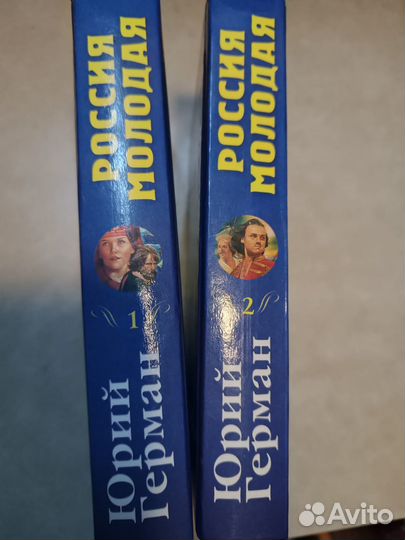 РОССИЯ
МОЛОДАЯ
1
Юрий
Герман
РОССИЯ
МОЛОДАЯ
2
Юрий
Герман
Avito